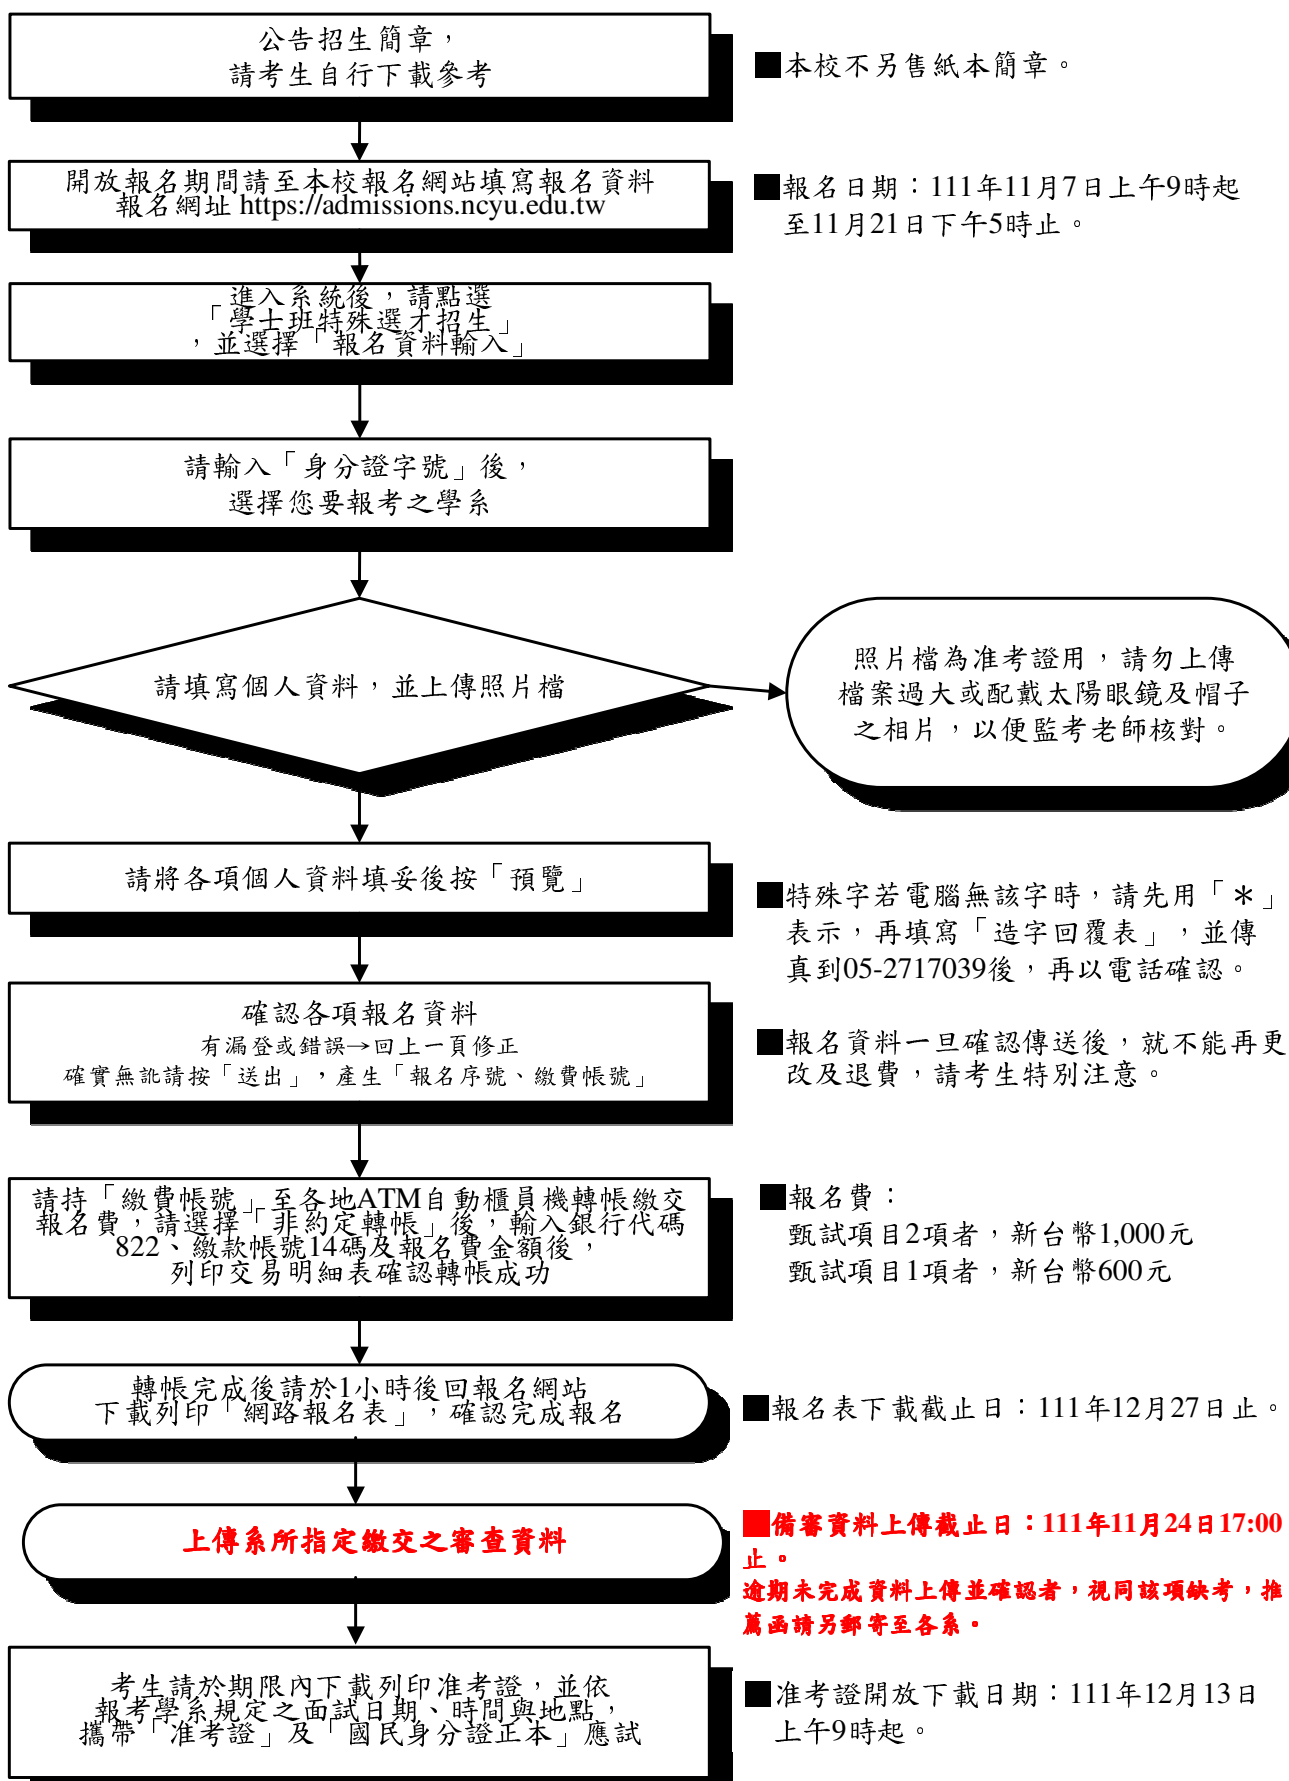 公告招生簡章，
請考生自行下載參考
■本校不另售紙本簡章。
開放報名期間請至本校報名網站填寫報名資料
報名網址 https://admissions.ncyu.edu.tw
■報名日期：111年11月7日上午9時起
至11月21日下午5時止。
進入系統後，請點選
「學士班特殊選才招生」
，並選擇「報名資料輸入」
請輸入「身分證字號」後，
選擇您要報考之學系
請填寫個人資料，並上傳照片檔
照片檔為准考證用，請勿上傳
檔案過大或配戴太陽眼鏡及帽子
之相片，以便監考老師核對。
請將各項個人資料填妥後按「預覽」
■特殊字若電腦無該字時，請先用「＊」
表示，再填寫「造字回覆表」，並傳
真到05-2717039後，再以電話確認。
確認各項報名資料
有漏登或錯誤→回上一頁修正
確實無訛請按「送出」，產生「報名序號、繳費帳號」
■報名資料一旦確認傳送後，就不能再更
改及退費，請考生特別注意。
請持「繳費帳號」至各地ATM自動櫃員機轉帳繳交
報名費，請選擇「非約定轉帳」後，輸入銀行代碼
822、繳款帳號14碼及報名費金額後，
列印交易明細表確認轉帳成功
■報名費：
甄試項目2項者，新台幣1,000元
甄試項目1項者，新台幣600元
轉帳完成後請於1小時後回報名網站
下載列印「網路報名表」，確認完成報名
■報名表下載截止日：111年12月27日止。
上傳系所指定繳交之審查資料
■備審資料上傳截止日：111年11月24日17:00
止。
逾期未完成資料上傳並確認者，視同該項缺考，推
薦函請另郵寄至各系。
考生請於期限內下載列印准考證，並依
報考學系規定之面試日期、時間與地點，
攜帶「准考證」及「國民身分證正本」應試
■准考證開放下載日期：111年12月13日
上午9時起。